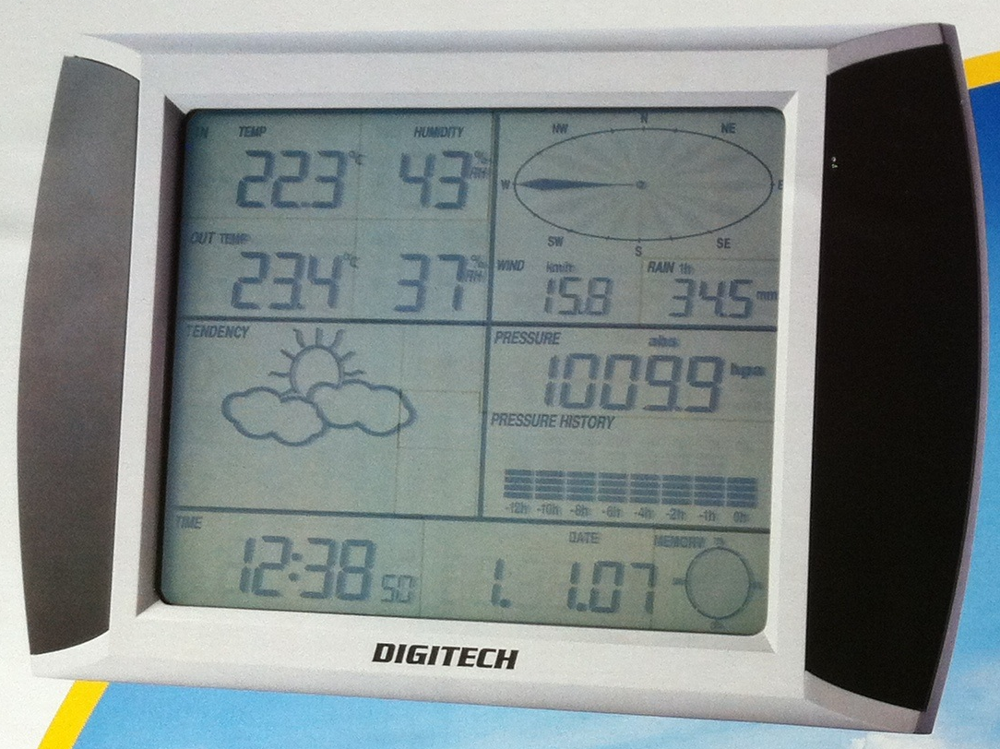 IN TEMP HUMIDITY
22.3 °C 43 % RH
OUT TEMP
23.4 °C 37 % RH
N
NW NE
W E
SW SE
S
WIND km/h RAIN 1h
15.8 34.5 mm
TENDENCY
PRESSURE abs
1009.9 hpa
PRESSURE HISTORY
-12h -10h -8h -6h -4h -2h -1h 0h
TIME DATE MEMORY
12:38 50 1. 1.07
DIGITECH